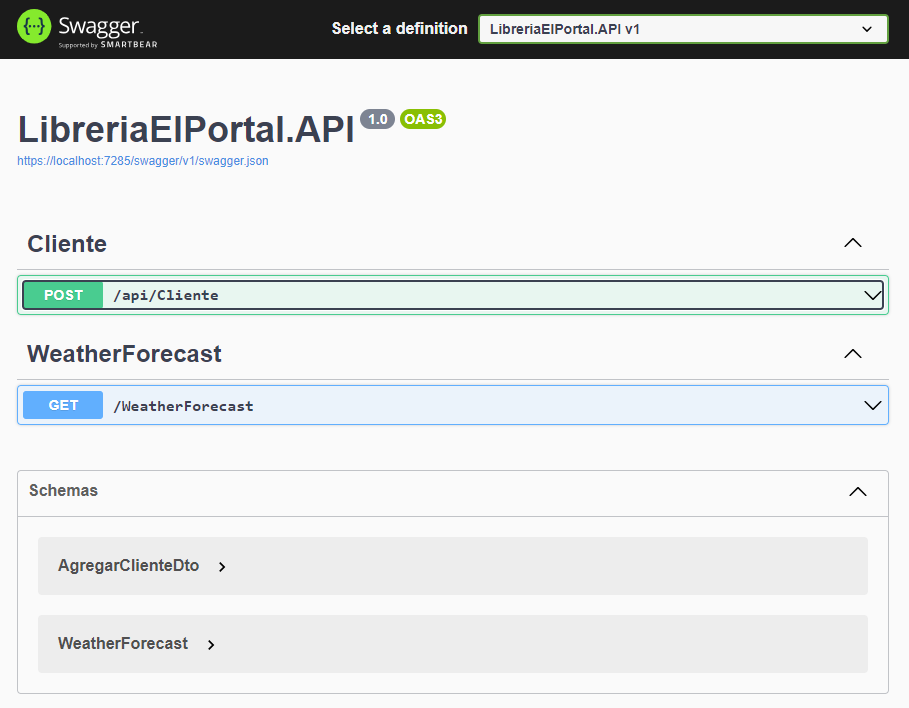 Swagger.
Supported by SMARTBEAR
Select a definition
LibreriaElPortal.API v1
LibreriaElPortal.API 1.0 OAS3
https://localhost:7285/swagger/v1/swagger.json
Cliente
POST /api/Cliente
WeatherForecast
GET /WeatherForecast
Schemas
AgregarClienteDto
WeatherForecast